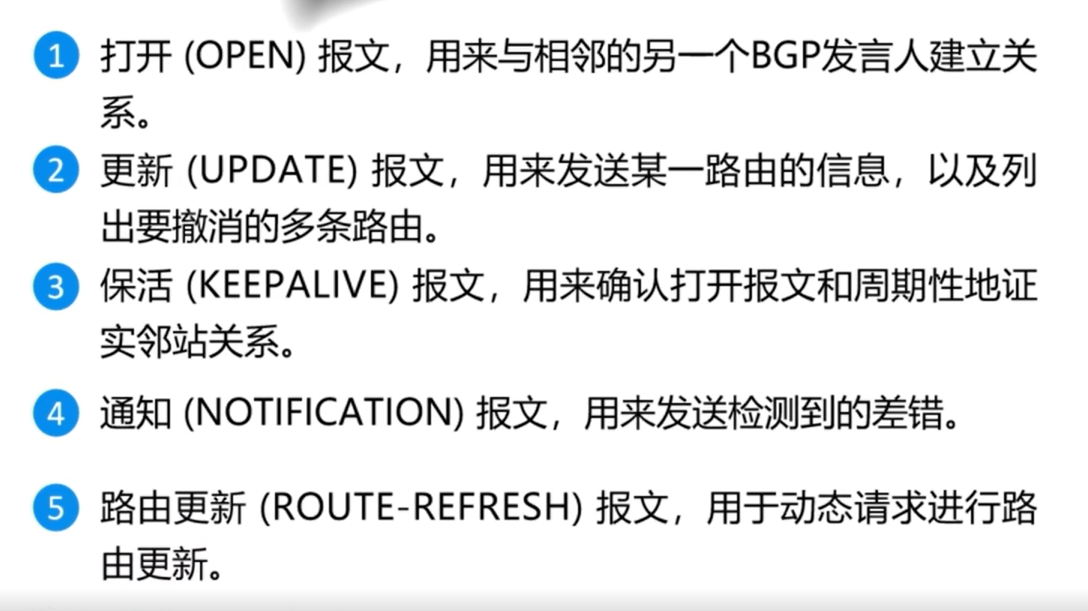 1 打开 (OPEN) 报文，用来与相邻的另一个BGP发言人建立关
系。
2 更新 (UPDATE) 报文，用来发送某一路由的信息，以及列
出要撤消的多条路由。
3 保活 (KEEPALIVE) 报文，用来确认打开报文和周期性地证
实邻站关系。
4 通知 (NOTIFICATION) 报文，用来发送检测到的差错。
5 路由更新 (ROUTE-REFRESH) 报文，用于动态请求进行路
由更新。